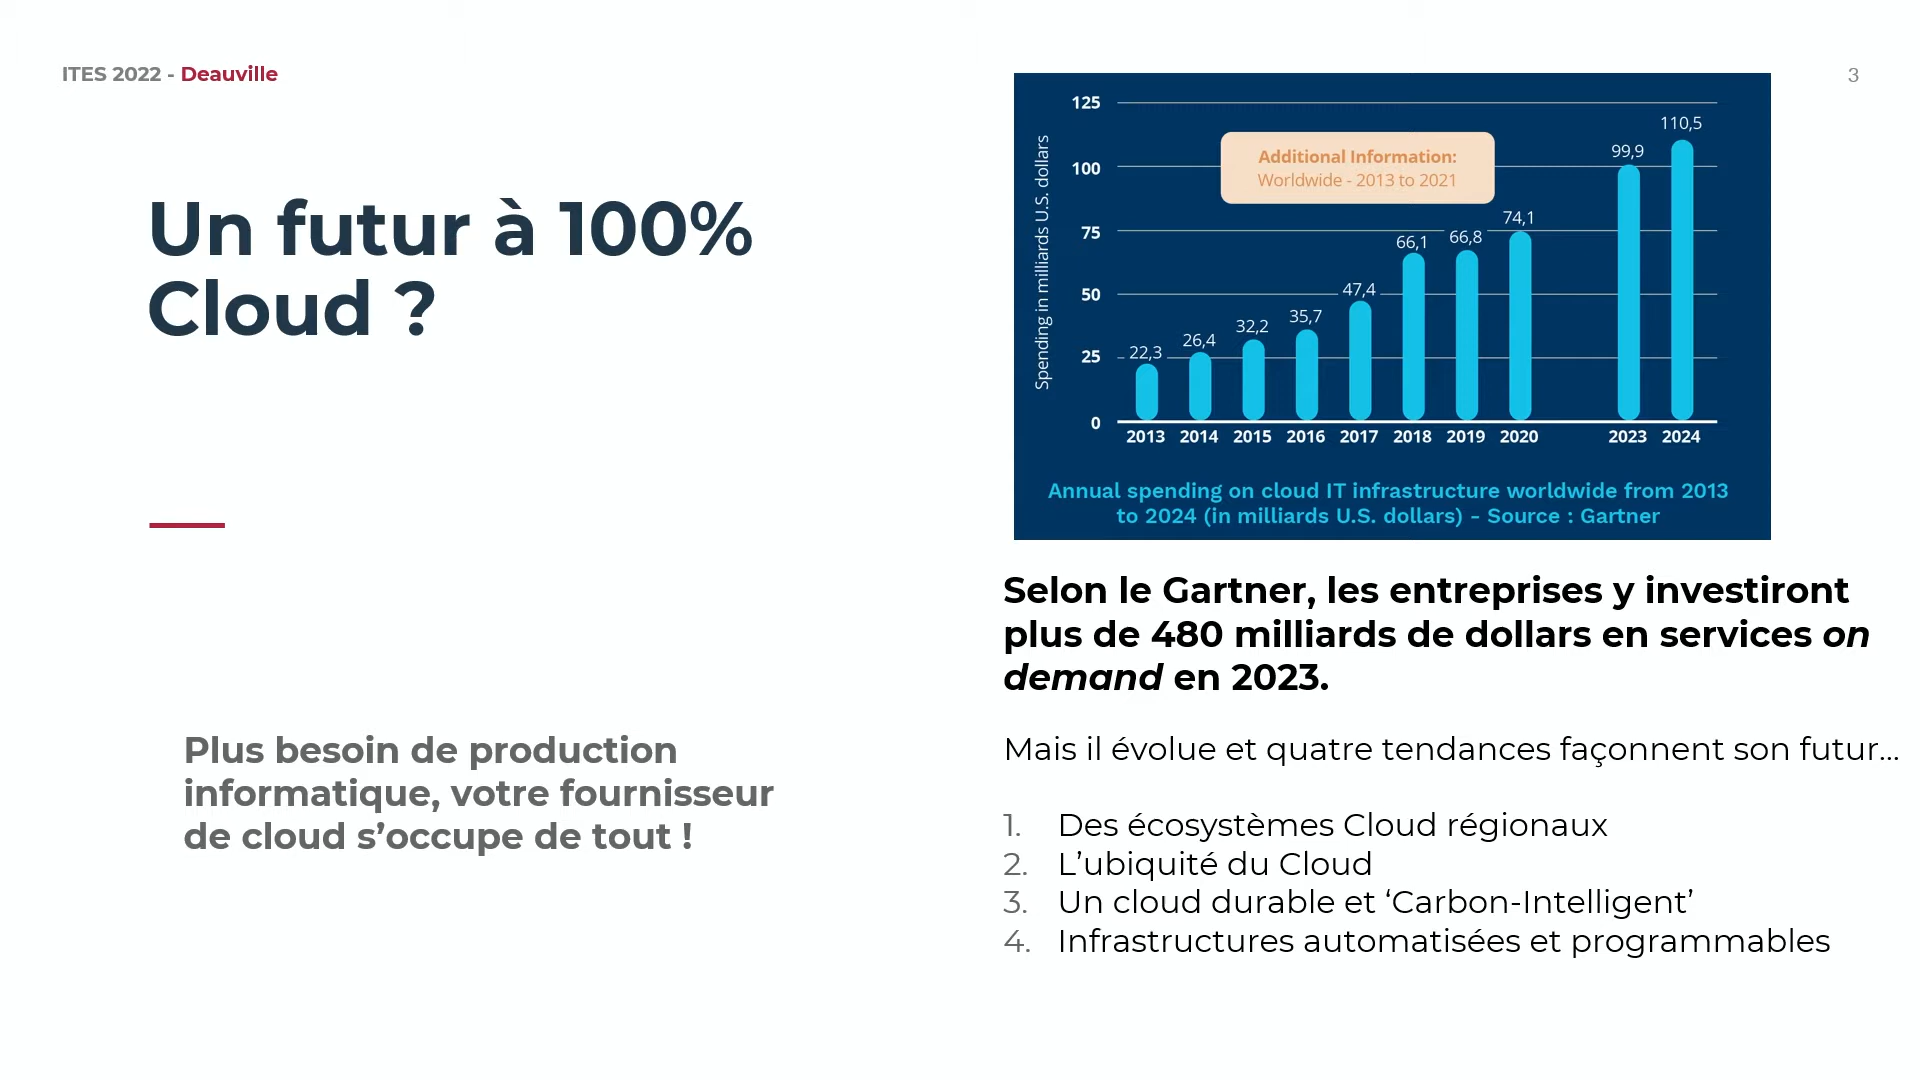 ITES 2022 - Deauville
3
Un futur à 100%
Cloud ?
Plus besoin de production
informatique, votre fournisseur
de cloud s’occupe de tout !
Spending in milliards U.S. dollars
125
100
75
50
25
0
Additional Information:
Worldwide - 2013 to 2021
22,3
26,4
32,2
35,7
47,4
66,1
66,8
74,1
99,9
110,5
2013 2014 2015 2016 2017 2018 2019 2020 2023 2024
Annual spending on cloud IT infrastructure worldwide from 2013
to 2024 (in milliards U.S. dollars) - Source : Gartner
Selon le Gartner, les entreprises y investiront
plus de 480 milliards de dollars en services on
demand en 2023.
Mais il évolue et quatre tendances façonnent son futur...
1. Des écosystèmes Cloud régionaux
2. L’ubiquité du Cloud
3. Un cloud durable et ‘Carbon-Intelligent’
4. Infrastructures automatisées et programmables